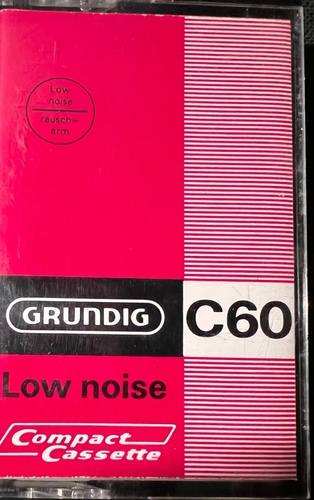 Low
noise
rausch-
arm
GRUNDIG
C60
Low noise
Compact
Cassette